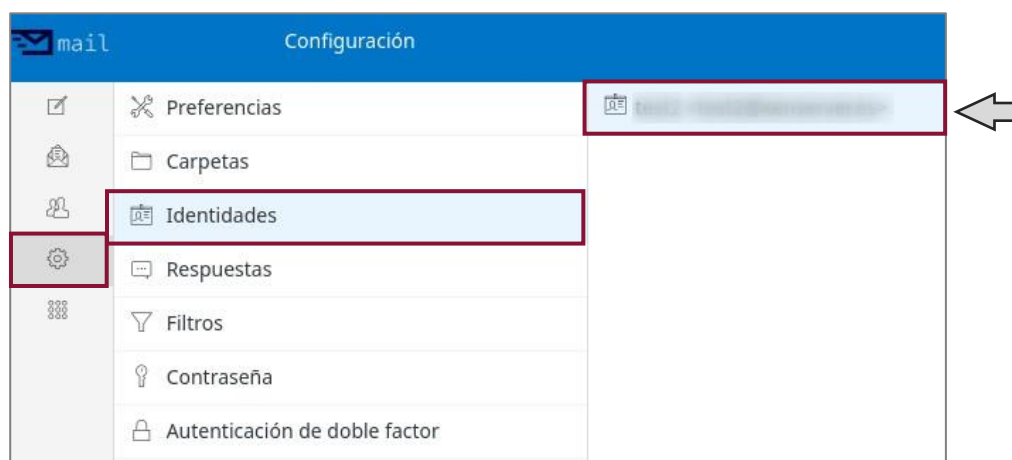 mail
Configuración
Preferencias
Carpetas
Identidades
Respuestas
Filtros
Contraseña
Autenticación de doble factor